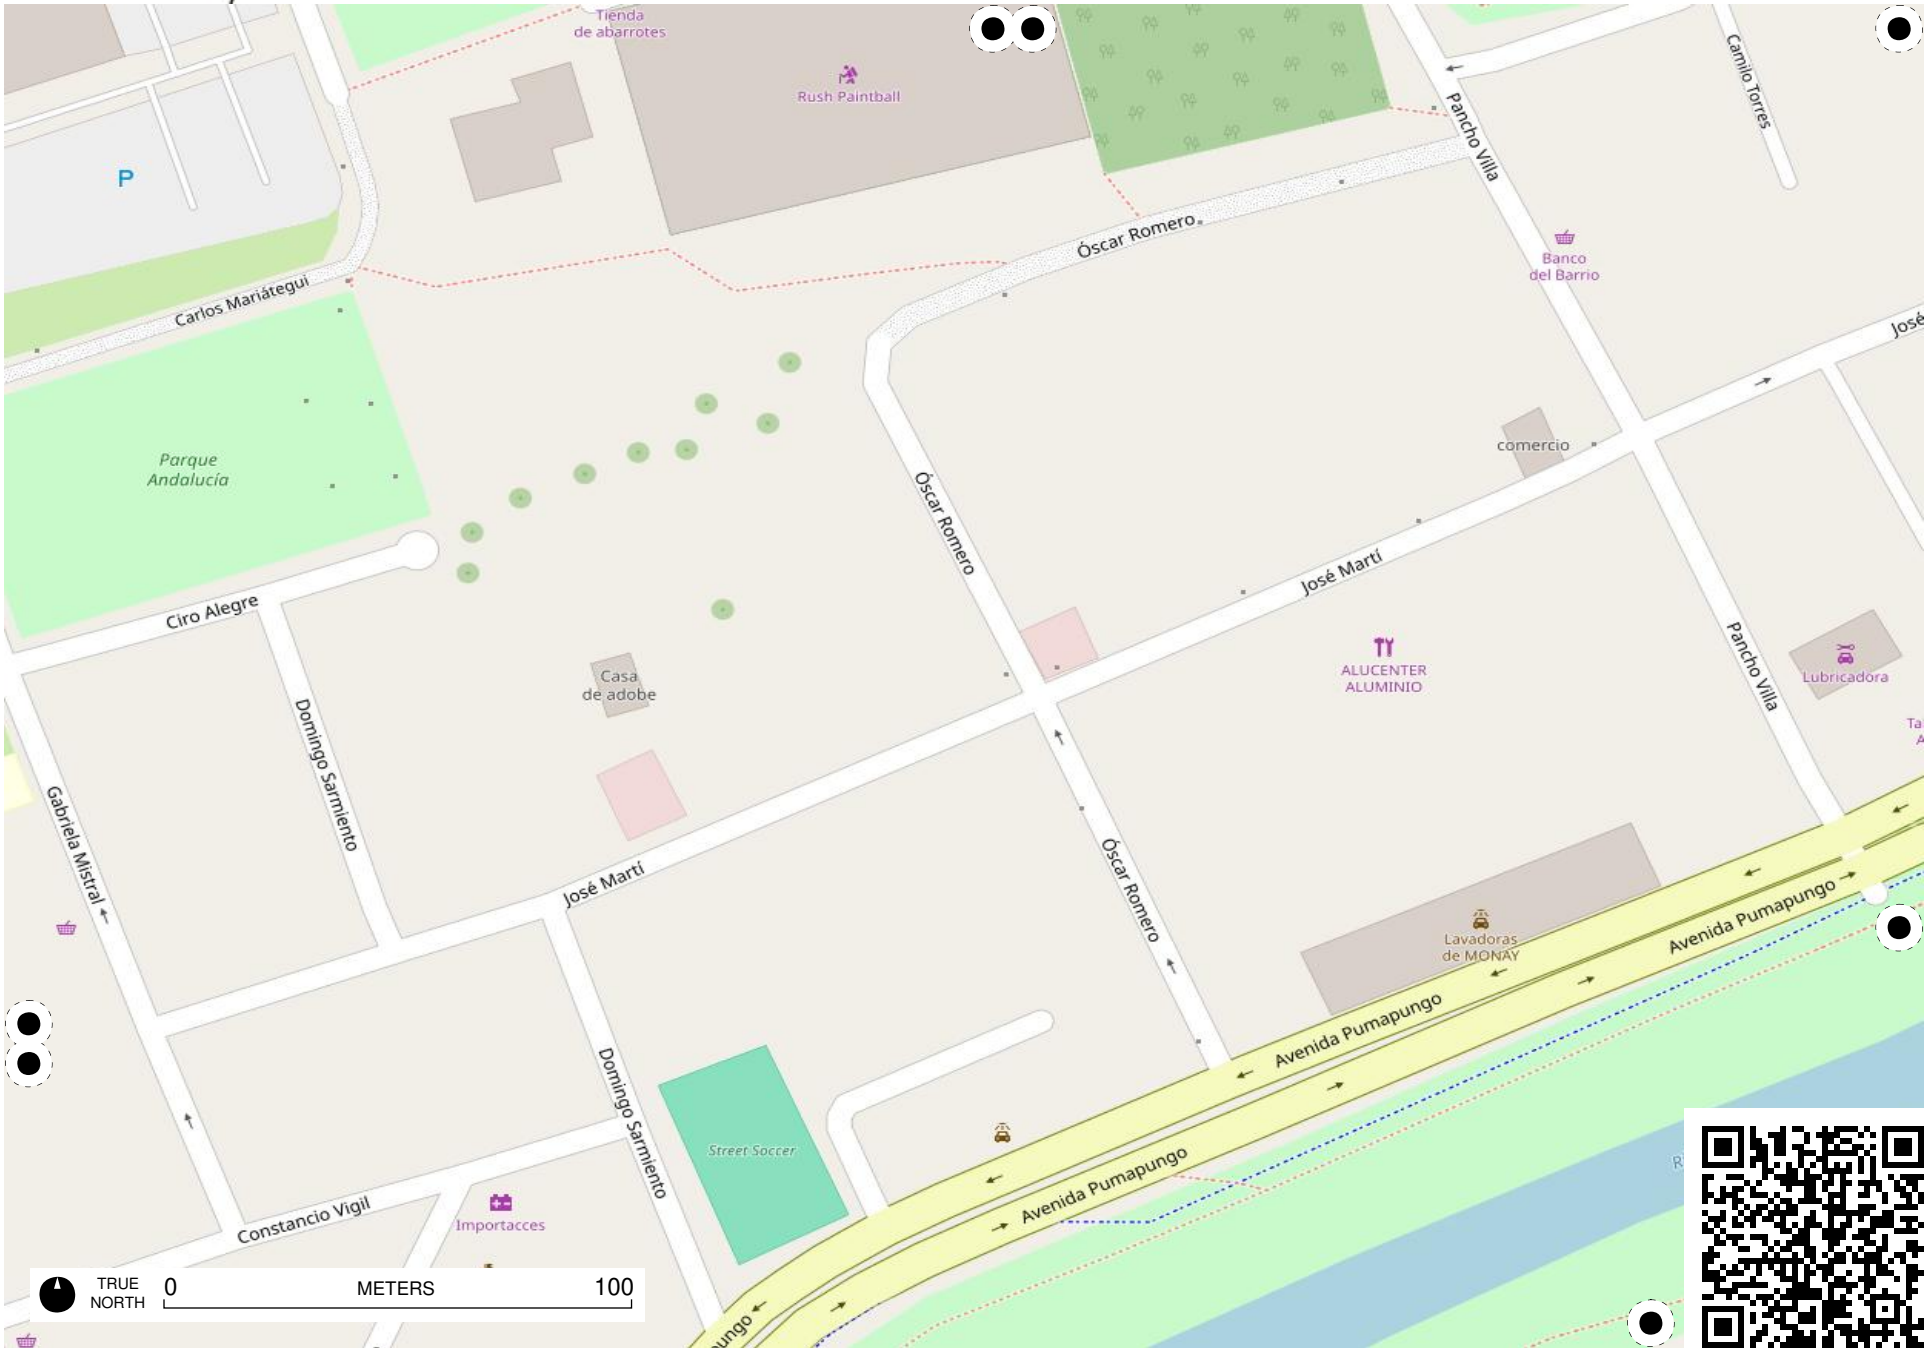 Tienda
de abarrotes
Rush Paintball
Camilo Torres
Pancho Villa
P
Óscar Romero
Banco
del Barrio
Carlos Mariátegui
José
comercio
Parque
Andalucía
Óscar Romero
José Martí
Ciro Alegre
Pancho Villa
ALUCENTER
ALUMINIO
Lubricadora
Casa
de adobe
Domingo Sarmiento
Ta
A
Gabriela Mistral
José Martí
Óscar Romero
Avenida Pumapungo
Lavadoras
de MONAY
Avenida Pumapungo
Domingo Sarmiento
Street Soccer
R
Avenida Pumapungo
Constancio Vigil
Importacces
TRUE
NORTH
0 METERS 100
ungo